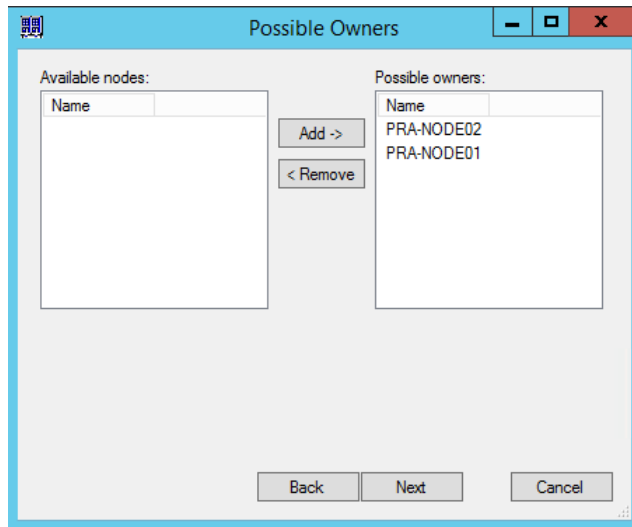 Possible Owners
Available nodes:
Name
Add ->
< Remove
Possible owners:
Name
PRA-NODE02
PRA-NODE01
Back
Next
Cancel